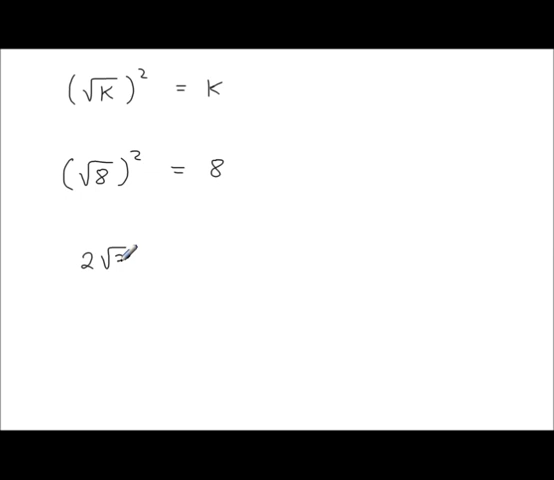 (√K)² = K
(√8)² = 8
2√